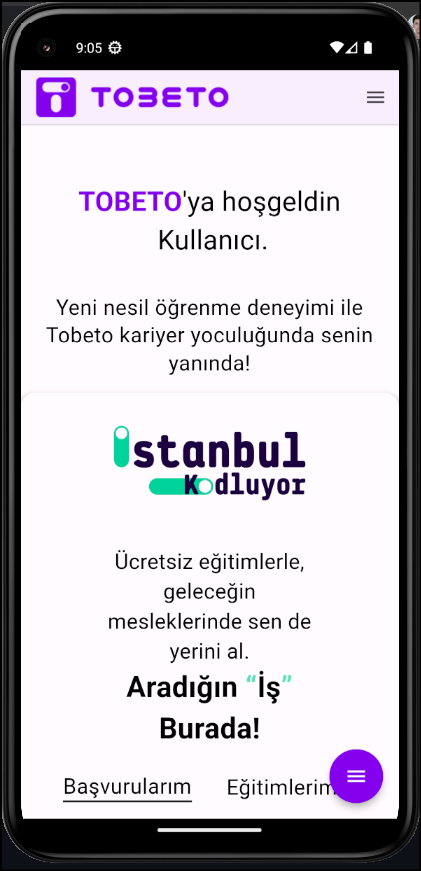 9:05
TOBETO
TOBETO'ya hoşgeldin
Kullanıcı.
Yeni nesil öğrenme deneyimi ile
Tobeto kariyer yoculuğunda senin
yanında!
istanbul
Kodluyor
Ücretsiz eğitimlerle,
geleceğin
mesleklerinde sen de
yerini al.
Aradığın “İş”
Burada!
Başvurularım Eğitimlerim